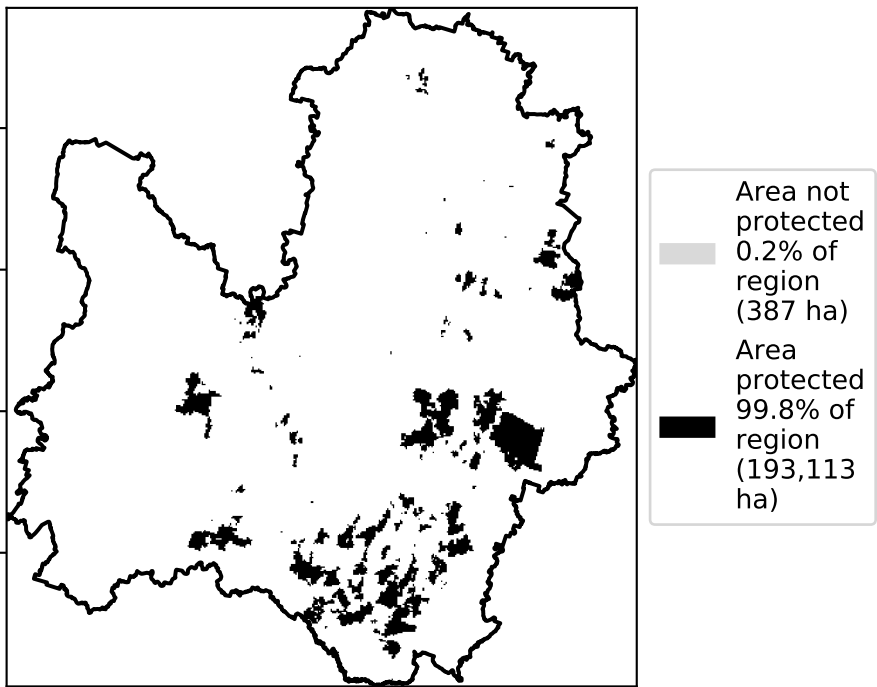 Area not
protected
0.2% of
region
(387 ha)
Area
protected
99.8% of
region
(193,113
ha)